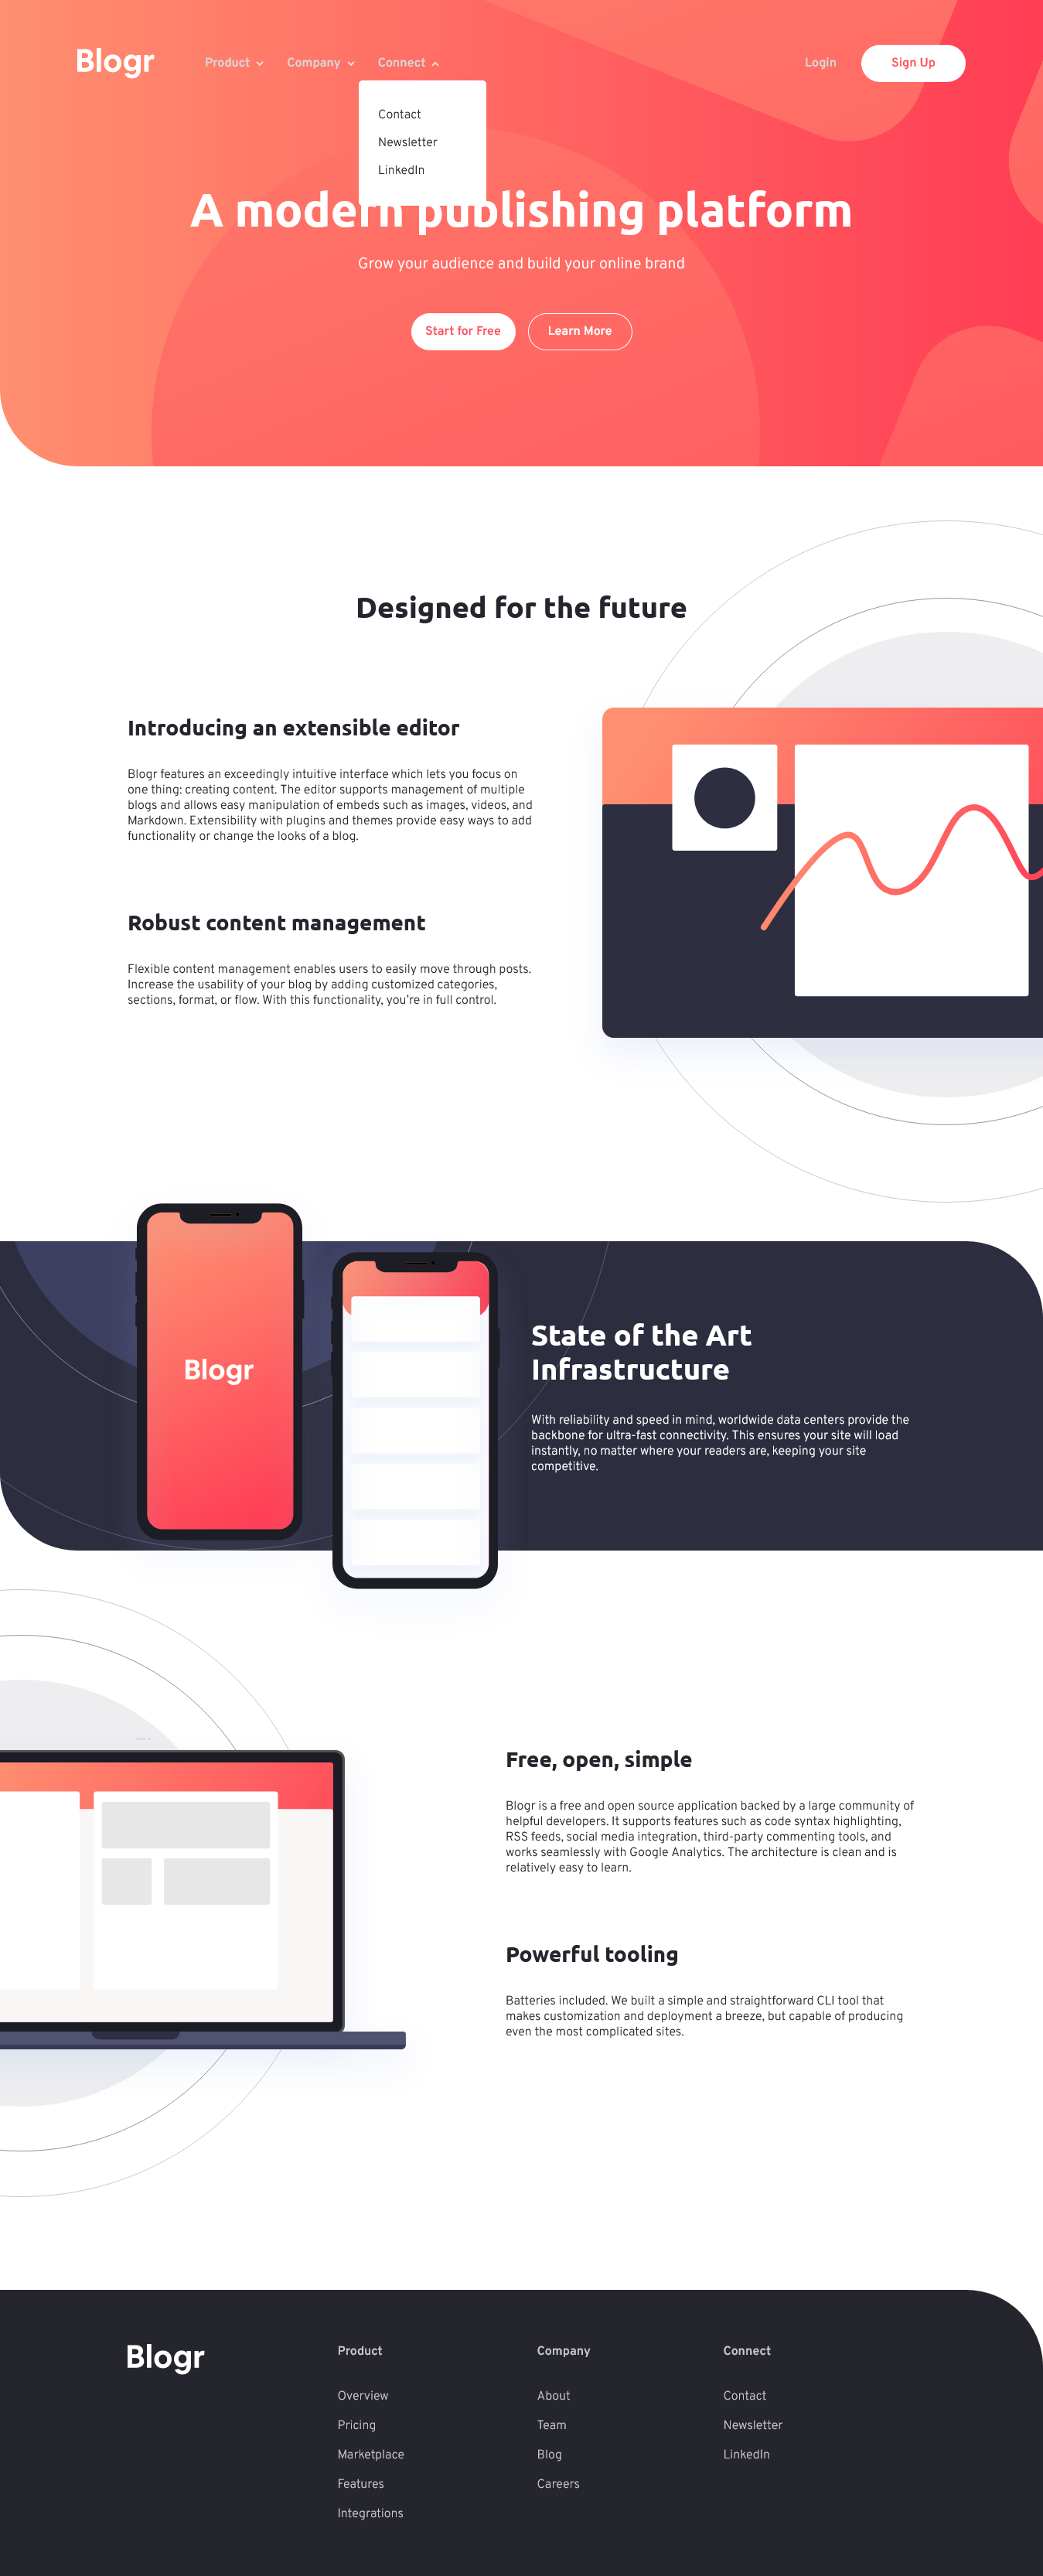 Blogr
Product
Company
Connect
Login
Sign Up
Contact
Newsletter
LinkedIn
A modern publishing platform
Grow your audience and build your online brand
Start for Free
Learn More
Designed for the future
Introducing an extensible editor
Blogr features an exceedingly intuitive interface which lets you focus on
one thing: creating content. The editor supports management of multiple
blogs and allows easy manipulation of embeds such as images, videos, and
Markdown. Extensibility with plugins and themes provide easy ways to add
functionality or change the looks of a blog.
Robust content management
Flexible content management enables users to easily move through posts.
Increase the usability of your blog by adding customized categories,
sections, format, or flow. With this functionality, you’re in full control.
Blogr
State of the Art
Infrastructure
With reliability and speed in mind, worldwide data centers provide the
backbone for ultra-fast connectivity. This ensures your site will load
instantly, no matter where your readers are, keeping your site
competitive.
Free, open, simple
Blogr is a free and open source application backed by a large community of
helpful developers. It supports features such as code syntax highlighting,
RSS feeds, social media integration, third-party commenting tools, and
works seamlessly with Google Analytics. The architecture is clean and is
relatively easy to learn.
Powerful tooling
Batteries included. We built a simple and straightforward CLI tool that
makes customization and deployment a breeze, but capable of producing
even the most complicated sites.
Blogr
Product
Overview
Pricing
Marketplace
Features
Integrations
Company
About
Team
Blog
Careers
Connect
Contact
Newsletter
LinkedIn